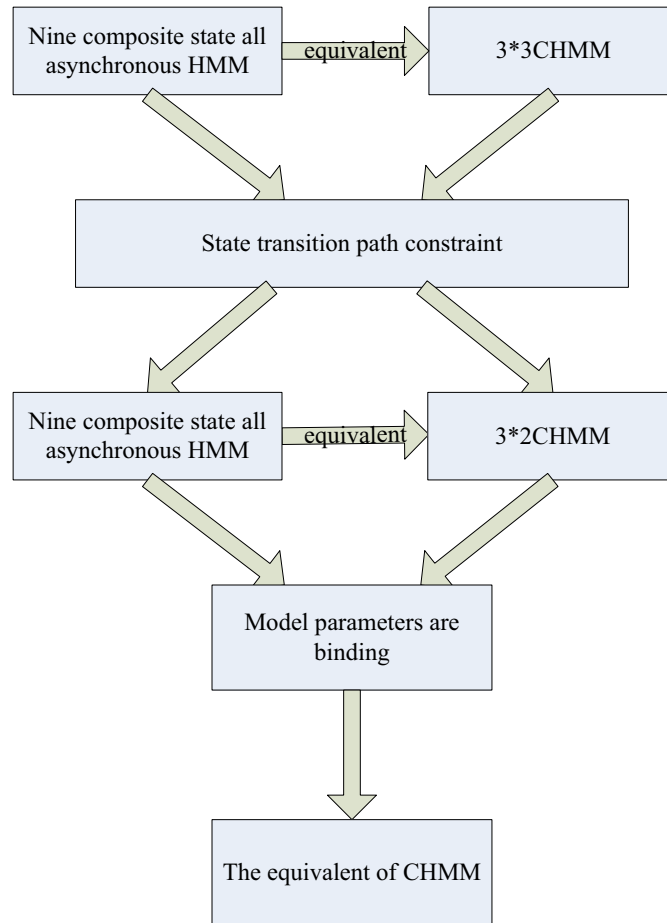 Nine composite state all
asynchronous HMM
equivalent
3*3CHMM
State transition path constraint
Nine composite state all
asynchronous HMM
equivalent
3*2CHMM
Model parameters are
binding
The equivalent of CHMM